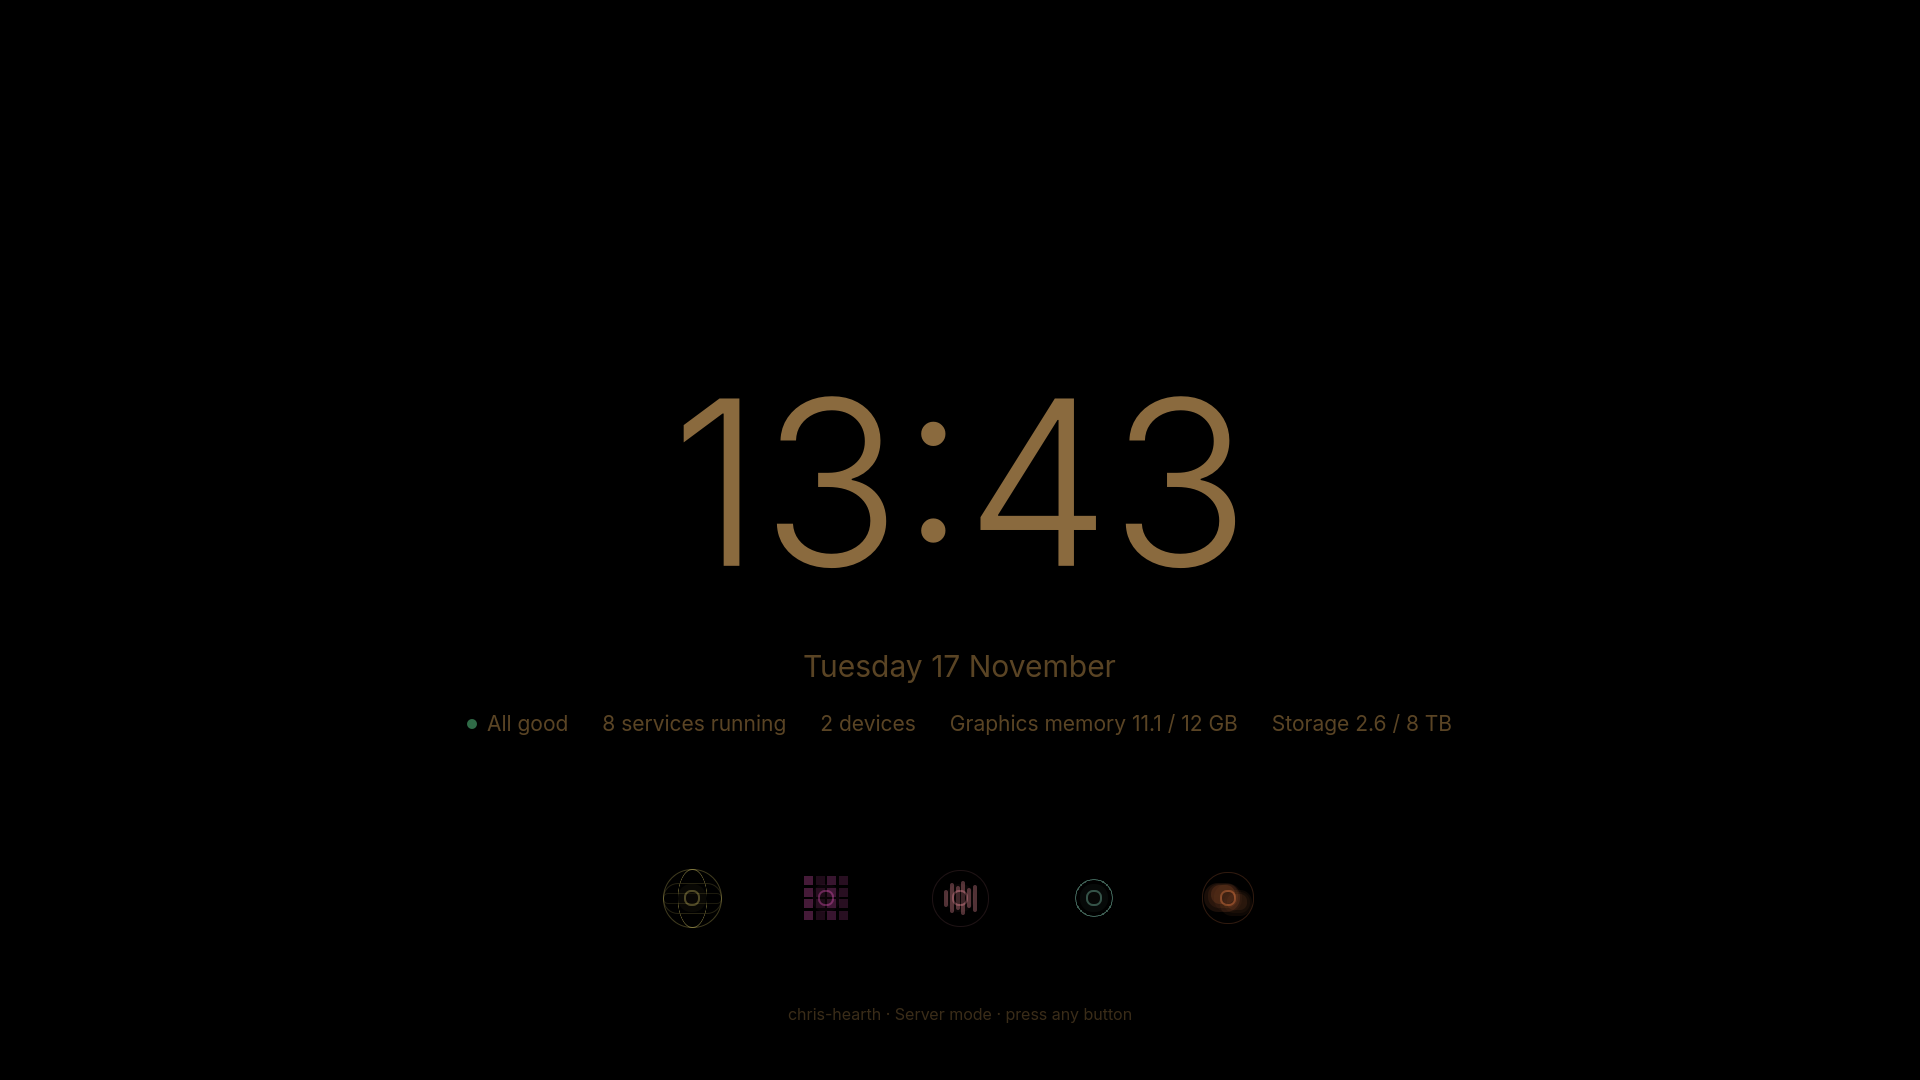 13:43
Tuesday 17 November
All good 8 services running 2 devices Graphics memory 11.1 / 12 GB Storage 2.6 / 8 TB
chris-hearth · Server mode · press any button